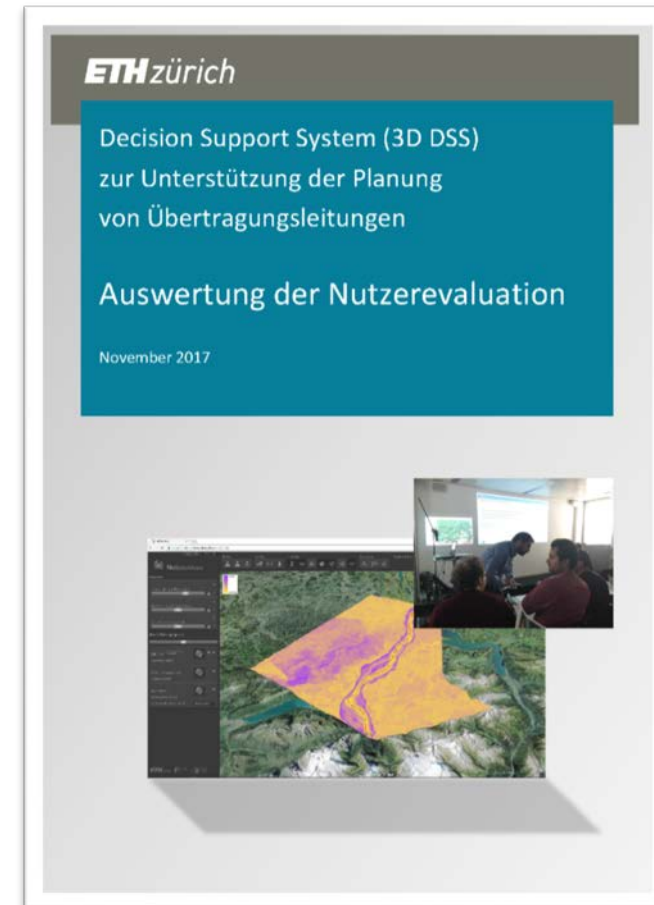 ETH zürich
Decision Support System (3D DSS)
zur Unterstützung der Planung
von Übertragungsleitungen
Auswertung der Nutzerevaluation
November 2017